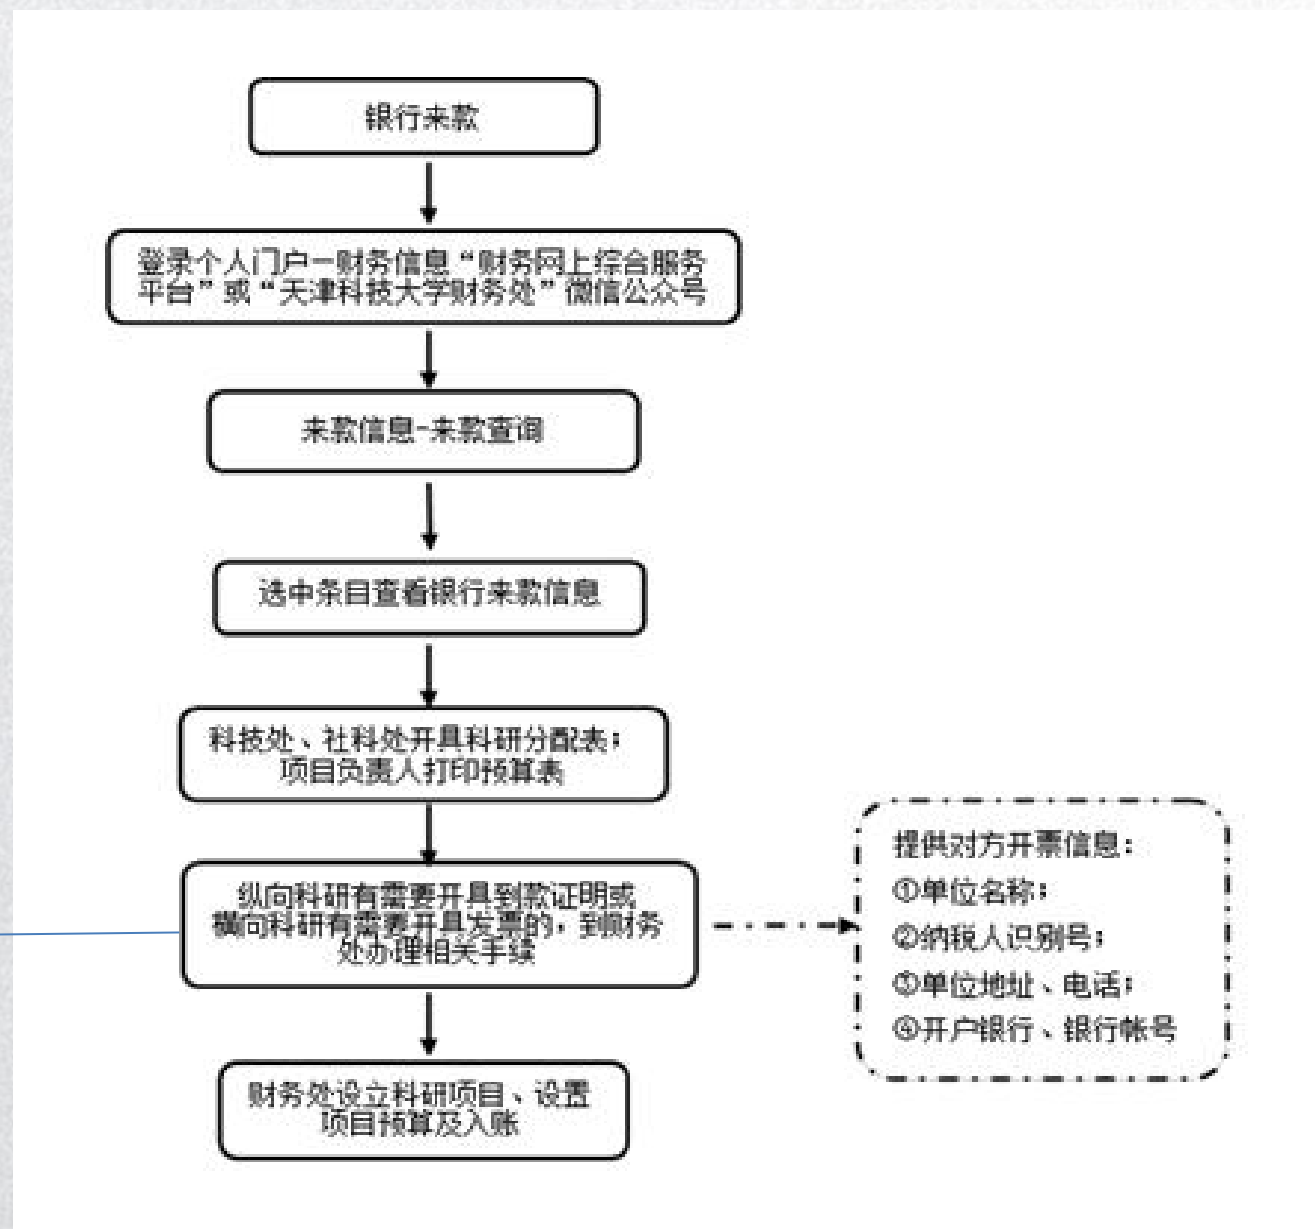 银行来款
登录个人门户—财务信息“财务网上综合服务
平台”或“天津科技大学财务处”微信公众号
来款信息-来款查询
选中条目查看银行来款信息
科技处、社科处开具科研分配表;
项目负责人打印预算表
纵向科研有需要开具到款证明或
横向科研有需要开具发票的,到财务
处办理相关手续
提供对方开票信息:
①单位名称;
②纳税人识别号;
③单位地址、电话;
④开户银行、银行帐号
财务处设立科研项目、设置
项目预算及入账